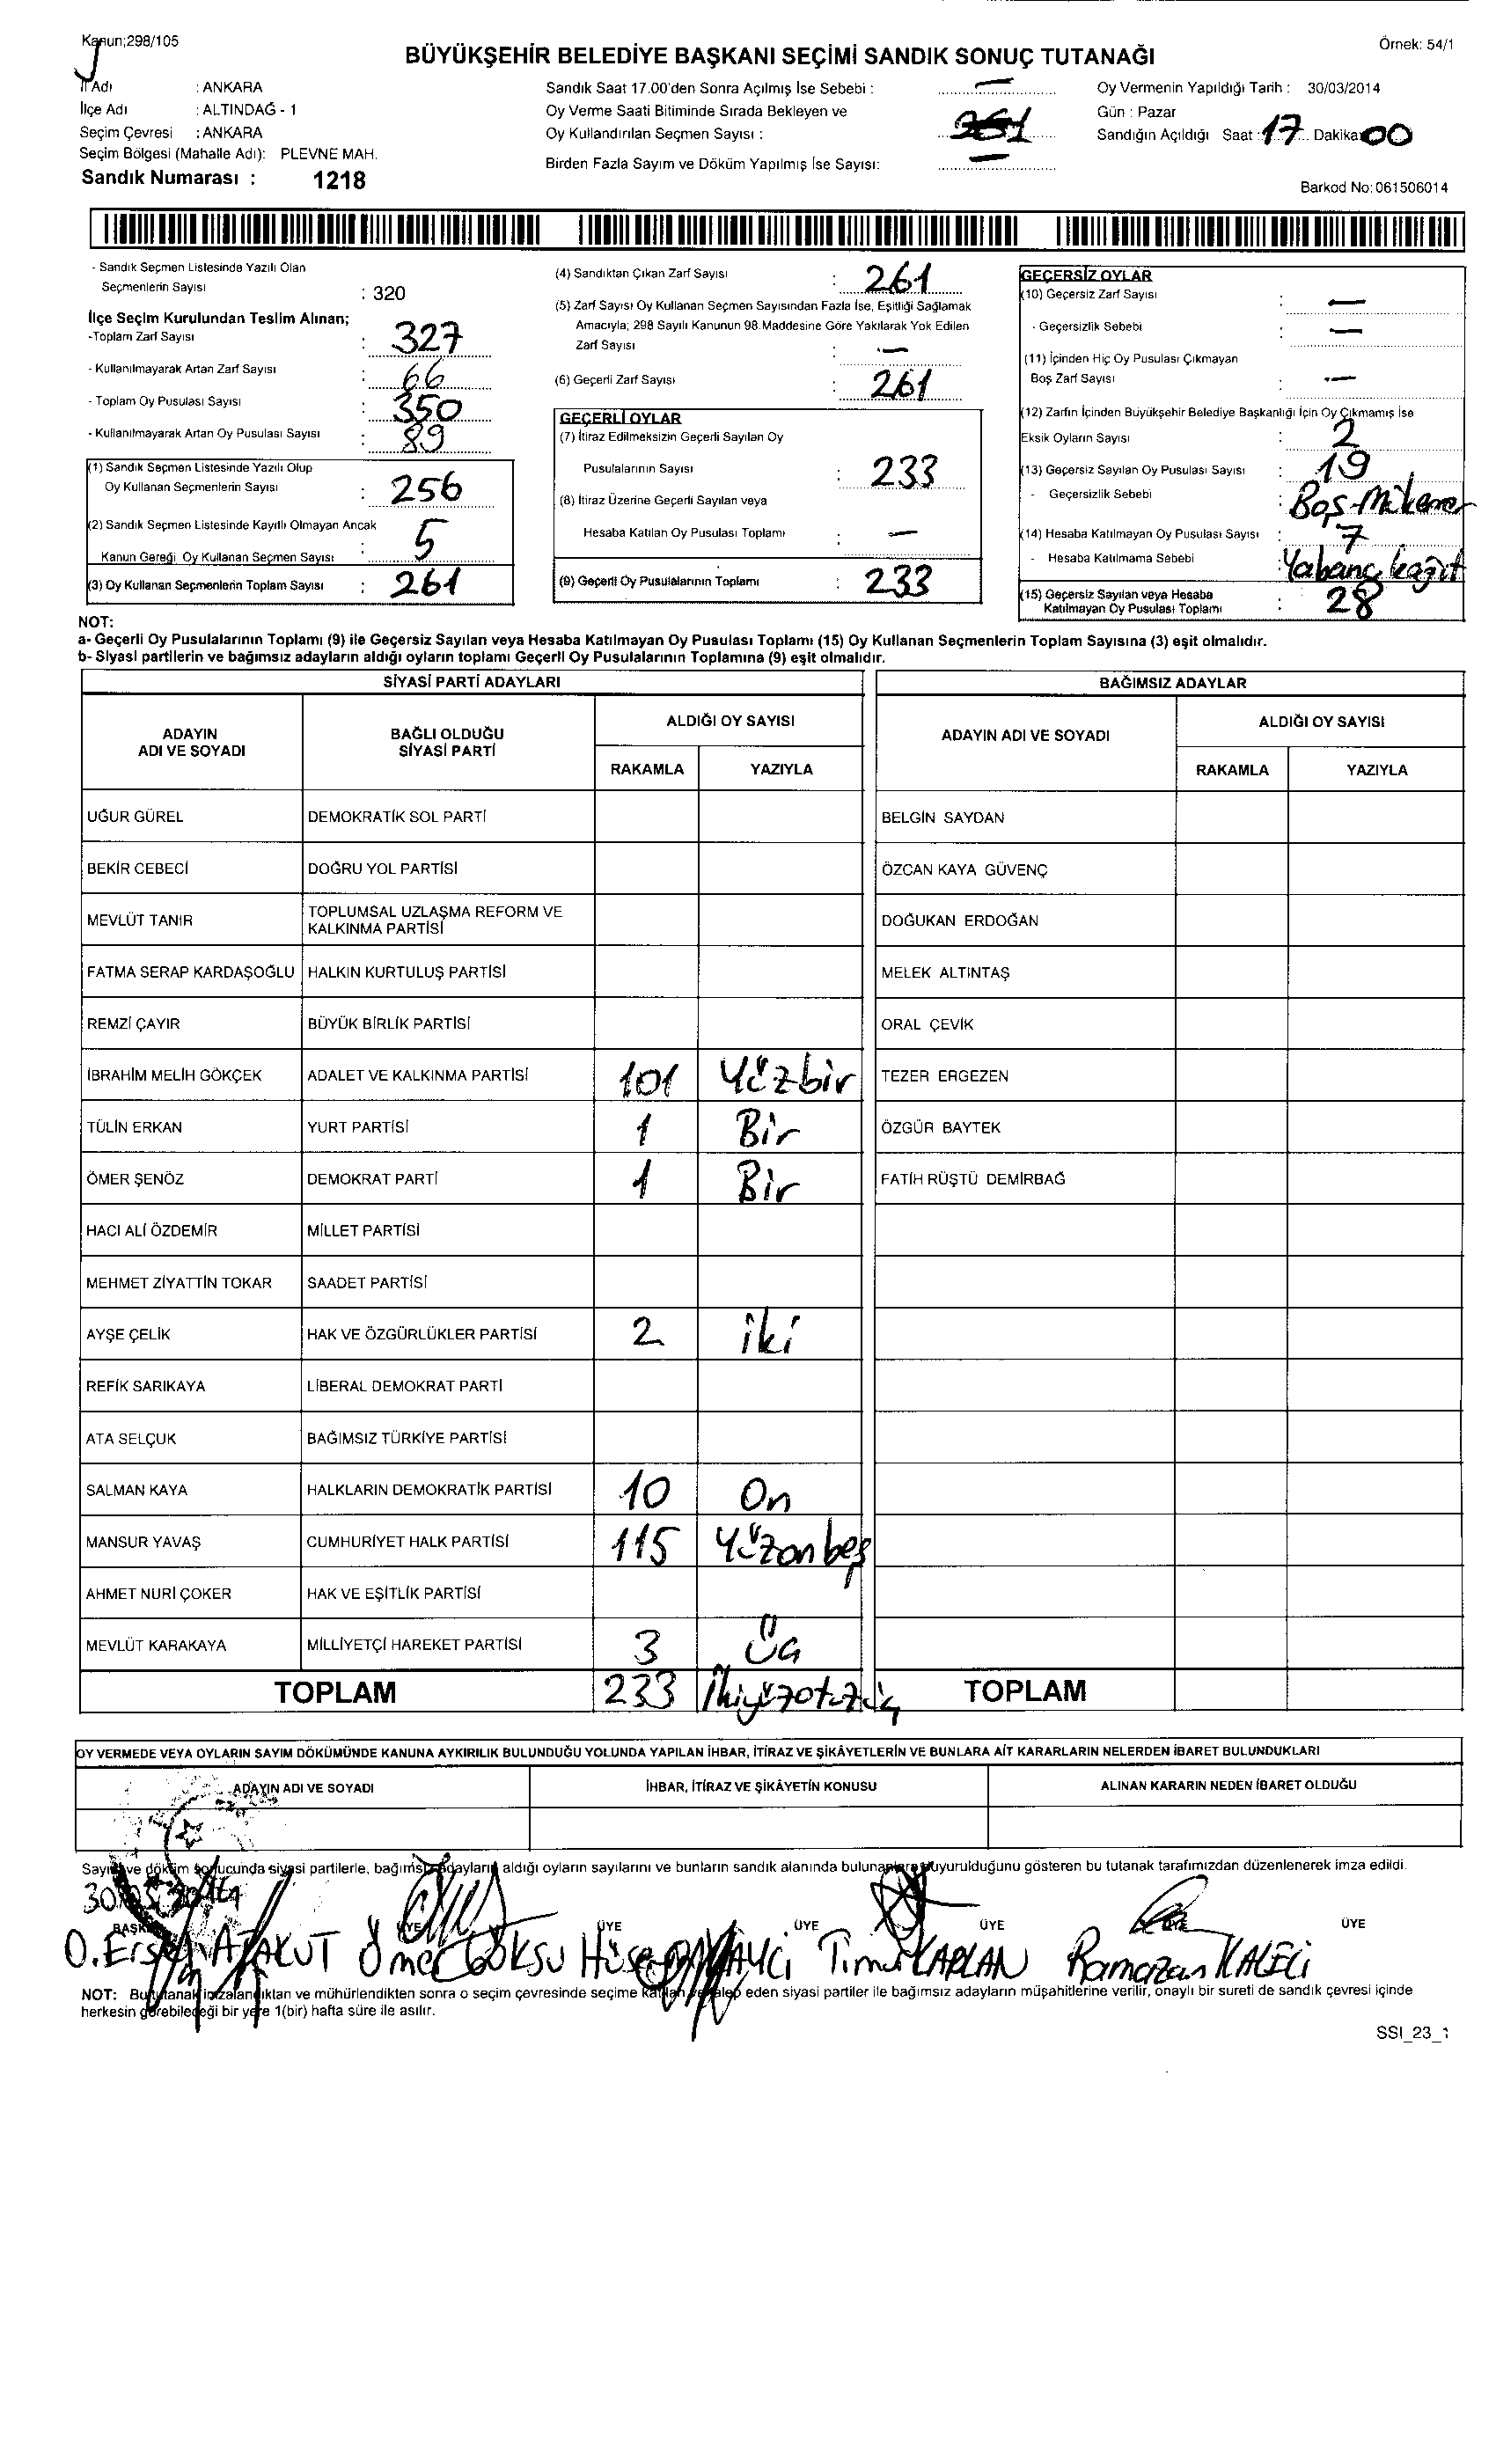 Kanun;298/105
Örnek: 54/1
BÜYÜKŞEHİR BELEDİYE BAŞKANI SEÇİMİ SANDIK SONUÇ TUTANAĞI
İl Adı : ANKARA
İlçe Adı : ALTINDAĞ - 1
Seçim Çevresi : ANKARA
Seçim Bölgesi (Mahalle Adı): PLEVNE MAH.
Sandık Numarası : 1218
Sandık Saat 17.00'den Sonra Açılmış İse Sebebi : —
Oy Verme Saati Bitiminde Sırada Bekleyen ve
Oy Kullandırılan Seçmen Sayısı :
Birden Fazla Sayım ve Döküm Yapılmış İse Sayısı: —
Oy Vermenin Yapıldığı Tarih : 30/03/2014
Gün : Pazar
Sandığın Açıldığı Saat : 17 Dakika: 00
Barkod No: 061506014
- Sandık Seçmen Listesinde Yazılı Olan
Seçmenlerin Sayısı : 320
İlçe Seçim Kurulundan Teslim Alınan;
-Toplam Zarf Sayısı : 327
- Kullanılmayarak Artan Zarf Sayısı : 66
- Toplam Oy Pusulası Sayısı : 350
- Kullanılmayarak Artan Oy Pusulası Sayısı : 89
(1) Sandık Seçmen Listesinde Yazılı Olup
Oy Kullanan Seçmenlerin Sayısı : 256
(2) Sandık Seçmen Listesinde Kayıtlı Olmayan Ancak
Kanun Gereği Oy Kullanan Seçmen Sayısı : 5
(3) Oy Kullanan Seçmenlerin Toplam Sayısı : 261
(4) Sandıktan Çıkan Zarf Sayısı : 261
(5) Zarf Sayısı Oy Kullanan Seçmen Sayısından Fazla İse, Eşitliği Sağlamak
Amacıyla; 298 Sayılı Kanunun 98.Maddesine Göre Yakılarak Yok Edilen
Zarf Sayısı : —
(6) Geçerli Zarf Sayısı : 261
GEÇERLİ OYLAR
(7) İtiraz Edilmeksizin Geçerli Sayılan Oy
Pusulalarının Sayısı : 233
(8) İtiraz Üzerine Geçerli Sayılan veya
Hesaba Katılan Oy Pusulası Toplamı : —
(9) Geçerli Oy Pusulalarının Toplamı : 233
GEÇERSİZ OYLAR
(10) Geçersiz Zarf Sayısı : —
- Geçersizlik Sebebi : —
(11) İçinden Hiç Oy Pusulası Çıkmayan
Boş Zarf Sayısı : —
(12) Zarfın İçinden Büyükşehir Belediye Başkanlığı İçin Oy Çıkmamış İse
Eksik Oyların Sayısı : 2
(13) Geçersiz Sayılan Oy Pusulası Sayısı : 19
- Geçersizlik Sebebi : Boş-Mükerrer
(14) Hesaba Katılmayan Oy Pusulası Sayısı : 7
- Hesaba Katılmama Sebebi : Yabancı kağıt
(15) Geçersiz Sayılan veya Hesaba
Katılmayan Oy Pusulası Toplamı : 28
NOT:
a- Geçerli Oy Pusulalarının Toplamı (9) ile Geçersiz Sayılan veya Hesaba Katılmayan Oy Pusulası Toplamı (15) Oy Kullanan Seçmenlerin Toplam Sayısına (3) eşit olmalıdır.
b- Siyasi partilerin ve bağımsız adayların aldığı oyların toplamı Geçerli Oy Pusulalarının Toplamına (9) eşit olmalıdır.
SİYASİ PARTİ ADAYLARI
BAĞIMSIZ ADAYLAR
ADAYIN ADI VE SOYADI
BAĞLI OLDUĞU SİYASİ PARTİ
ALDIĞI OY SAYISI
RAKAMLA YAZIYLA
ADAYIN ADI VE SOYADI
ALDIĞI OY SAYISI
RAKAMLA YAZIYLA
UĞUR GÜREL DEMOKRATİK SOL PARTİ BELGİN SAYDAN
BEKİR CEBECİ DOĞRU YOL PARTİSİ ÖZCAN KAYA GÜVENÇ
MEVLÜT TANIR TOPLUMSAL UZLAŞMA REFORM VE KALKINMA PARTİSİ DOĞUKAN ERDOĞAN
FATMA SERAP KARDAŞOĞLU HALKIN KURTULUŞ PARTİSİ MELEK ALTINTAŞ
REMZİ ÇAYIR BÜYÜK BİRLİK PARTİSİ ORAL ÇEVİK
İBRAHİM MELİH GÖKÇEK ADALET VE KALKINMA PARTİSİ 101 Yüzbir TEZER ERGEZEN
TÜLİN ERKAN YURT PARTİSİ 1 Bir ÖZGÜR BAYTEK
ÖMER ŞENÖZ DEMOKRAT PARTİ 1 Bir FATİH RÜŞTÜ DEMİRBAĞ
HACI ALİ ÖZDEMİR MİLLET PARTİSİ
MEHMET ZİYATTİN TOKAR SAADET PARTİSİ
AYŞE ÇELİK HAK VE ÖZGÜRLÜKLER PARTİSİ 2 iki
REFİK SARIKAYA LİBERAL DEMOKRAT PARTİ
ATA SELÇUK BAĞIMSIZ TÜRKİYE PARTİSİ
SALMAN KAYA HALKLARIN DEMOKRATİK PARTİSİ 10 On
MANSUR YAVAŞ CUMHURİYET HALK PARTİSİ 115 Yüzonbeş
AHMET NURİ ÇOKER HAK VE EŞİTLİK PARTİSİ
MEVLÜT KARAKAYA MİLLİYETÇİ HAREKET PARTİSİ 3 Üç
TOPLAM 233 İkiyüzotuzüç TOPLAM
OY VERMEDE VEYA OYLARIN SAYIM DÖKÜMÜNDE KANUNA AYKIRILIK BULUNDUĞU YOLUNDA YAPILAN İHBAR, İTİRAZ VE ŞİKÂYETLERİN VE BUNLARA AİT KARARLARIN NELERDEN İBARET BULUNDUKLARI
ADAYIN ADI VE SOYADI İHBAR, İTİRAZ VE ŞİKÂYETİN KONUSU ALINAN KARARIN NEDEN İBARET OLDUĞU
Sayım ve döküm sonucunda siyasi partilerle, bağımsız adayların aldığı oyların sayılarını ve bunların sandık alanında bulunanlara duyurulduğunu gösteren bu tutanak tarafımızdan düzenlenerek imza edildi.
BAŞKAN ÜYE ÜYE ÜYE ÜYE ÜYE ÜYE
Ömer GÖKSU Timur KAPLAN Ramazan KALECİ
NOT: Bu tutanak imzalandıktan ve mühürlendikten sonra o seçim çevresinde seçime katılan ve talep eden siyasi partiler ile bağımsız adayların müşahitlerine verilir, onaylı bir sureti de sandık çevresi içinde
herkesin görebileceği bir yere 1(bir) hafta süre ile asılır.
SSI_23_1